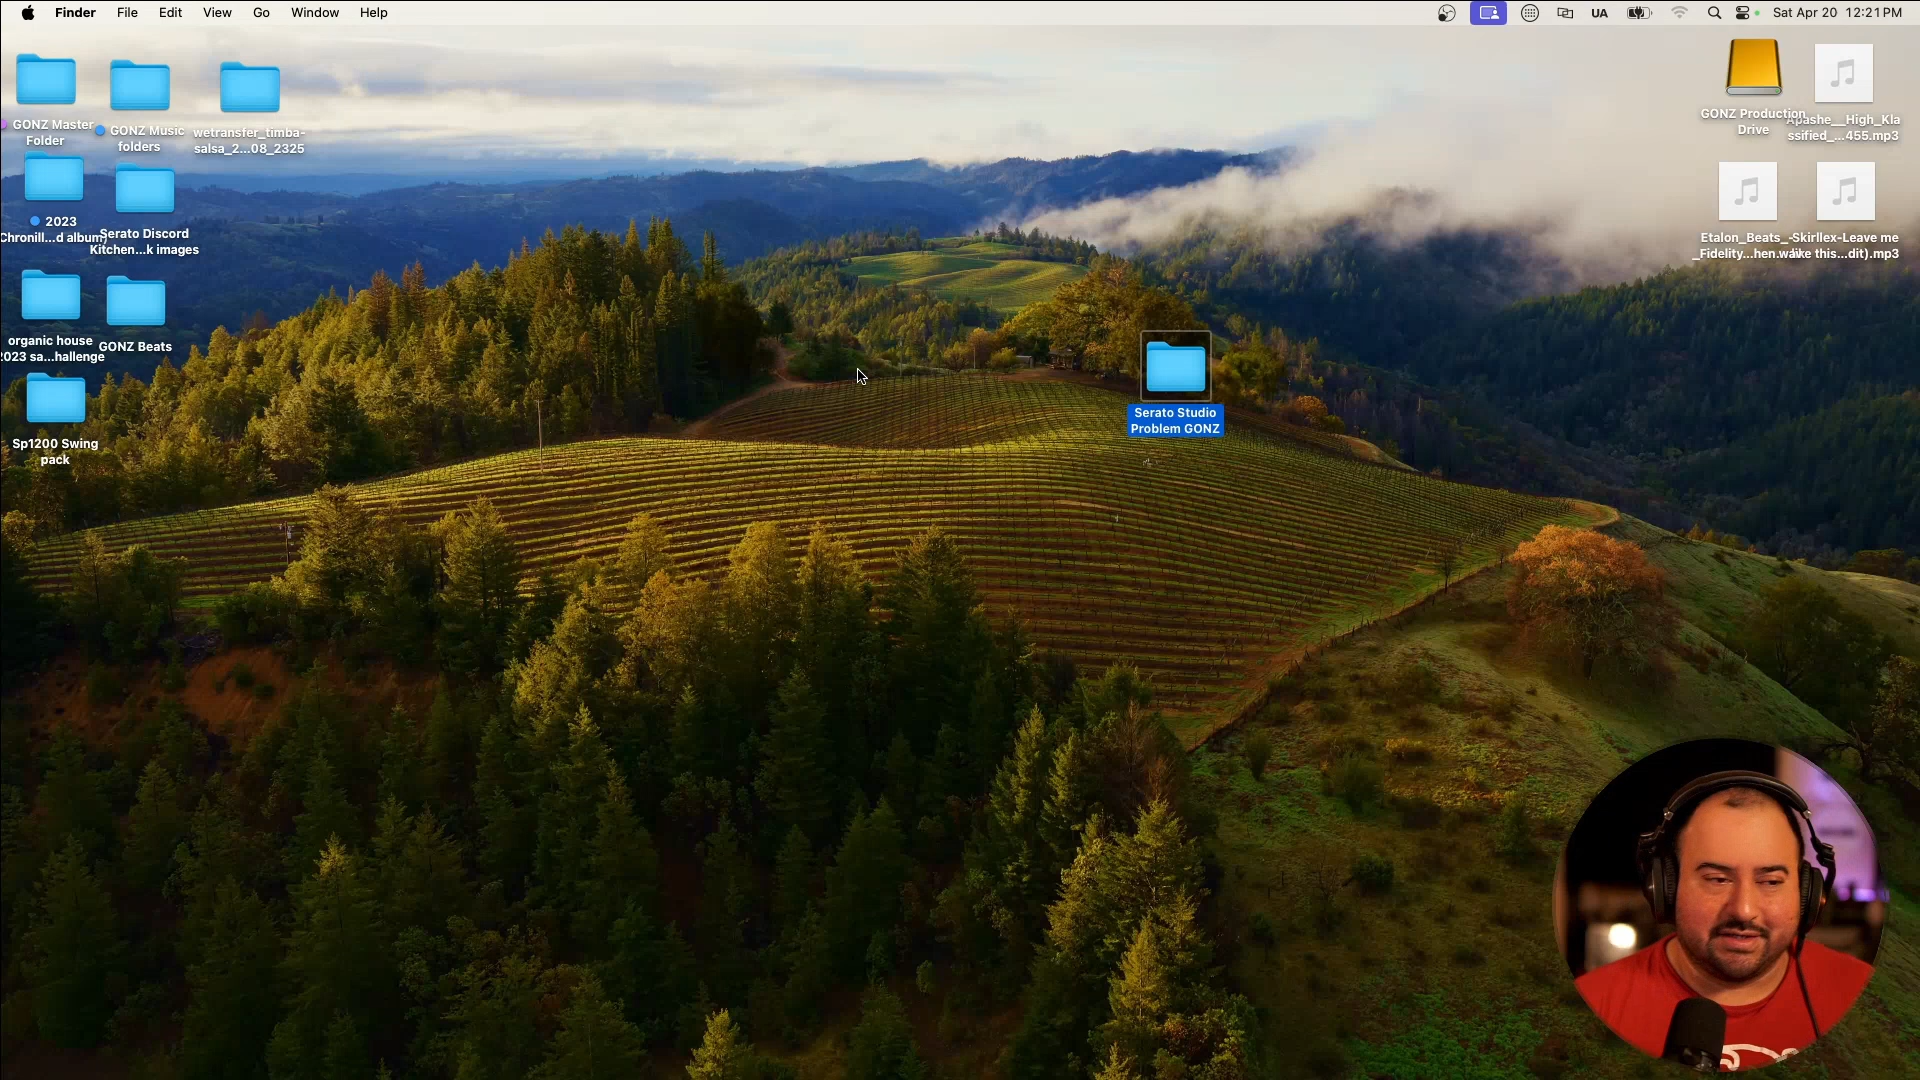 Finder File Edit View Go Window Help
UA
Sat Apr 20 12:21 PM
GONZ Master
Folder
GONZ Music
folders
wetransfer_timba-
salsa_2...08_2325
2023
Chronill...d album)
Serato Discord
Kitchen...k images
organic house
2023 sa...hallenge
GONZ Beats
Sp1200 Swing
pack
Serato Studio
Problem GONZ
GONZ Production
Drive
Apashe__High_Kla
ssified_...455.mp3
Etalon_Beats_-
_Fidelity...hen.wav
Skirllex-Leave me
like this...dit).mp3